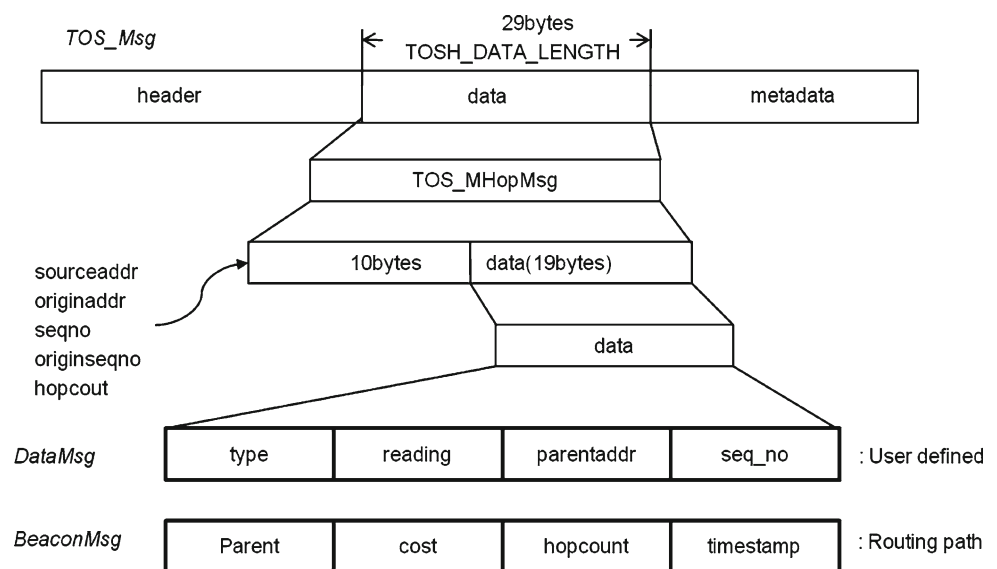 29bytes
TOS_Msg
TOSH_DATA_LENGTH
header data metadata
TOS_MHopMsg
10bytes data(19bytes)
sourceaddr
originaddr
seqno
originseqno
hopcout
data
DataMsg type reading parentaddr seq_no : User defined
BeaconMsg Parent cost hopcount timestamp : Routing path